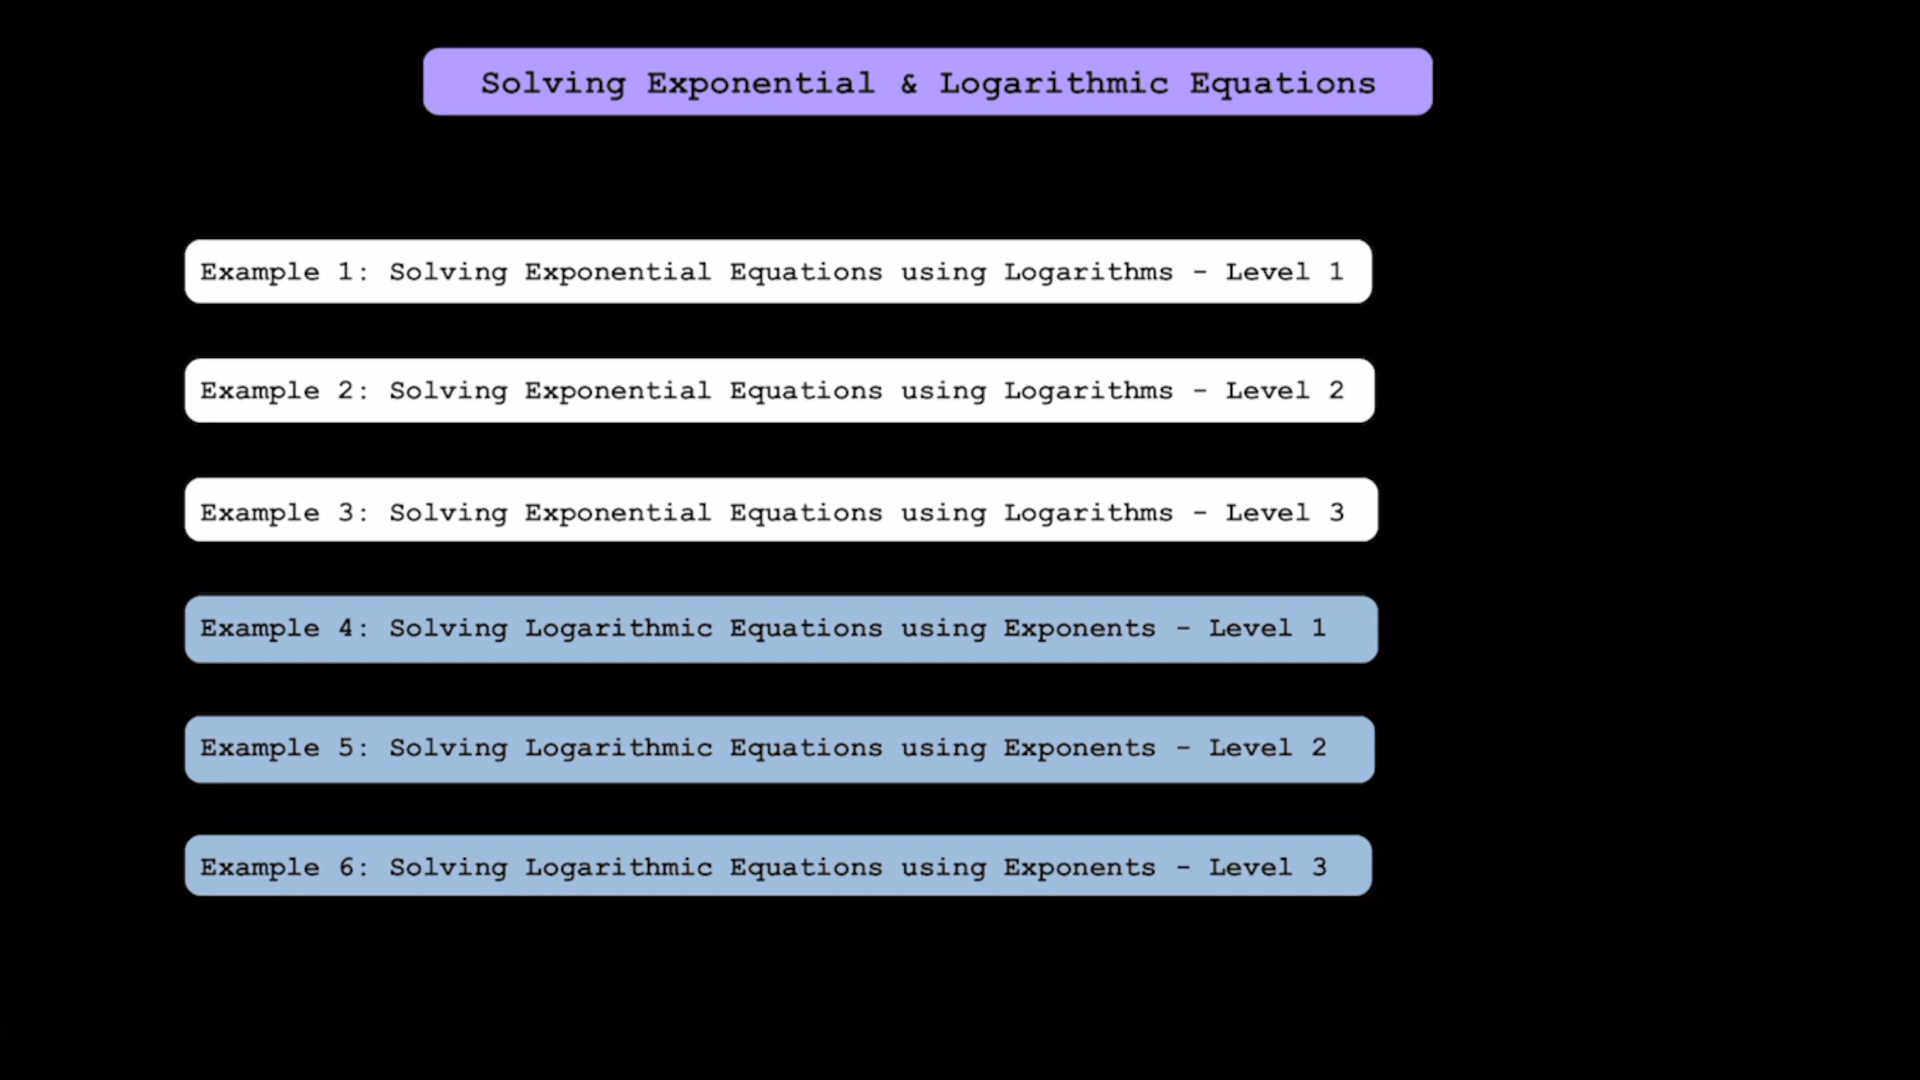 Solving Exponential & Logarithmic Equations
Example 1: Solving Exponential Equations using Logarithms - Level 1
Example 2: Solving Exponential Equations using Logarithms - Level 2
Example 3: Solving Exponential Equations using Logarithms - Level 3
Example 4: Solving Logarithmic Equations using Exponents - Level 1
Example 5: Solving Logarithmic Equations using Exponents - Level 2
Example 6: Solving Logarithmic Equations using Exponents - Level 3